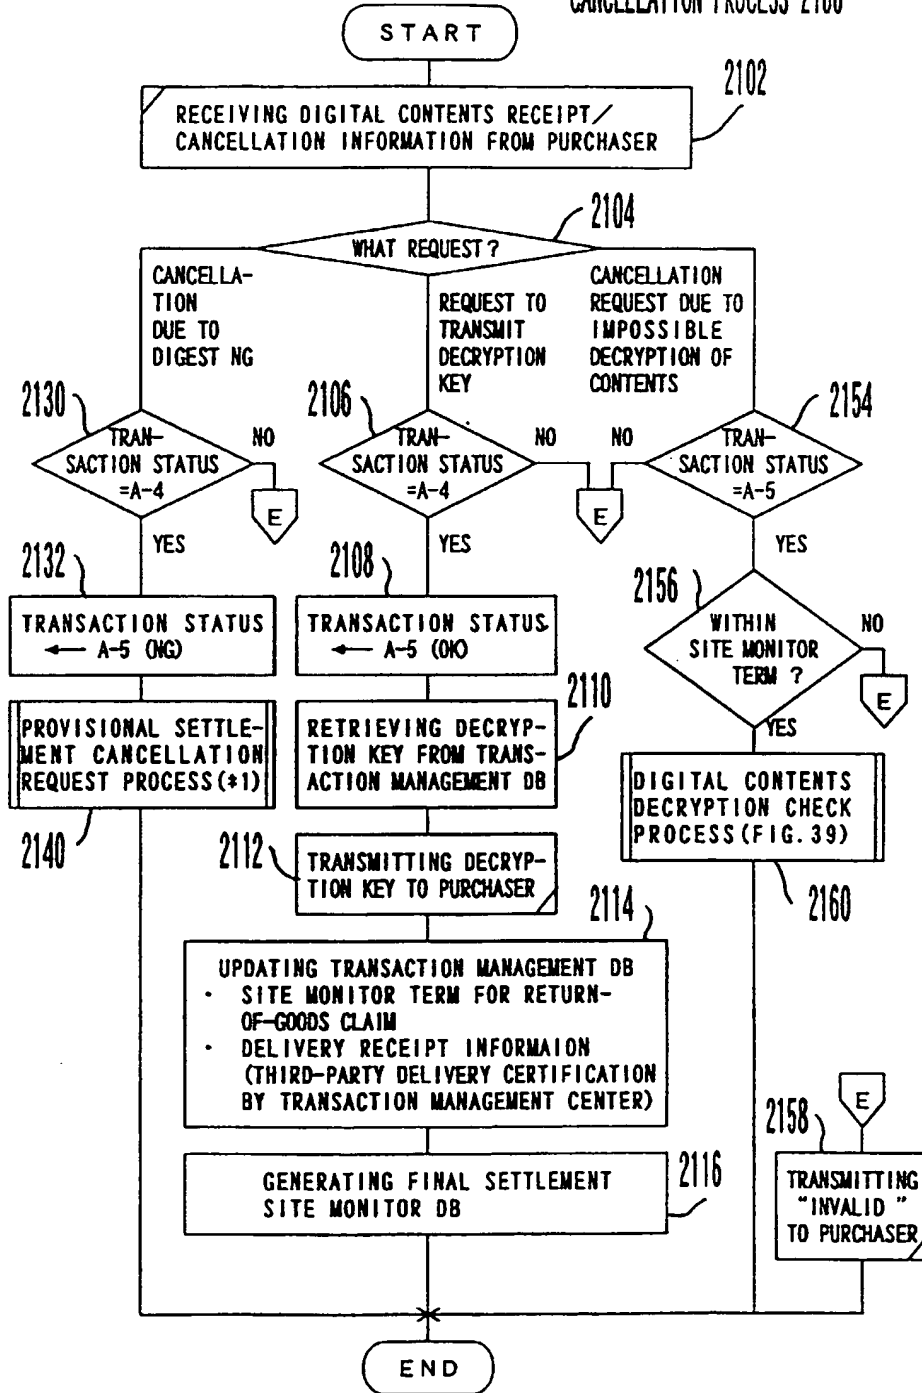 CANCELLATION PROCESS 2100
START
2102
RECEIVING DIGITAL CONTENTS RECEIPT/
CANCELLATION INFORMATION FROM PURCHASER
2104
WHAT REQUEST?
CANCELLA-
TION
DUE TO
DIGEST NG
REQUEST TO
TRANSMIT
DECRYPTION
KEY
CANCELLATION
REQUEST DUE TO
IMPOSSIBLE
DECRYPTION OF
CONTENTS
2130
TRAN-
SACTION STATUS
=A-4
NO
E
YES
2106
TRAN-
SACTION STATUS
=A-4
NO
NO
E
YES
2154
TRAN-
SACTION STATUS
=A-5
YES
2132
TRANSACTION STATUS
← A-5 (NG)
2108
TRANSACTION STATUS
← A-5 (OK)
2156
WITHIN
SITE MONITOR
TERM ?
NO
E
YES
PROVISIONAL SETTLE-
MENT CANCELLATION
REQUEST PROCESS(*1)
2140
2110
RETRIEVING DECRYP-
TION KEY FROM TRANS-
ACTION MANAGEMENT DB
DIGITAL CONTENTS
DECRYPTION CHECK
PROCESS(FIG.39)
2160
2112
TRANSMITTING DECRYP-
TION KEY TO PURCHASER
2114
UPDATING TRANSACTION MANAGEMENT DB
· SITE MONITOR TERM FOR RETURN-
OF-GOODS CLAIM
· DELIVERY RECEIPT INFORMAION
(THIRD-PARTY DELIVERY CERTIFICATION
BY TRANSACTION MANAGEMENT CENTER)
E
2158
TRANSMITTING
"INVALID "
TO PURCHASER
GENERATING FINAL SETTLEMENT
SITE MONITOR DB
2116
END